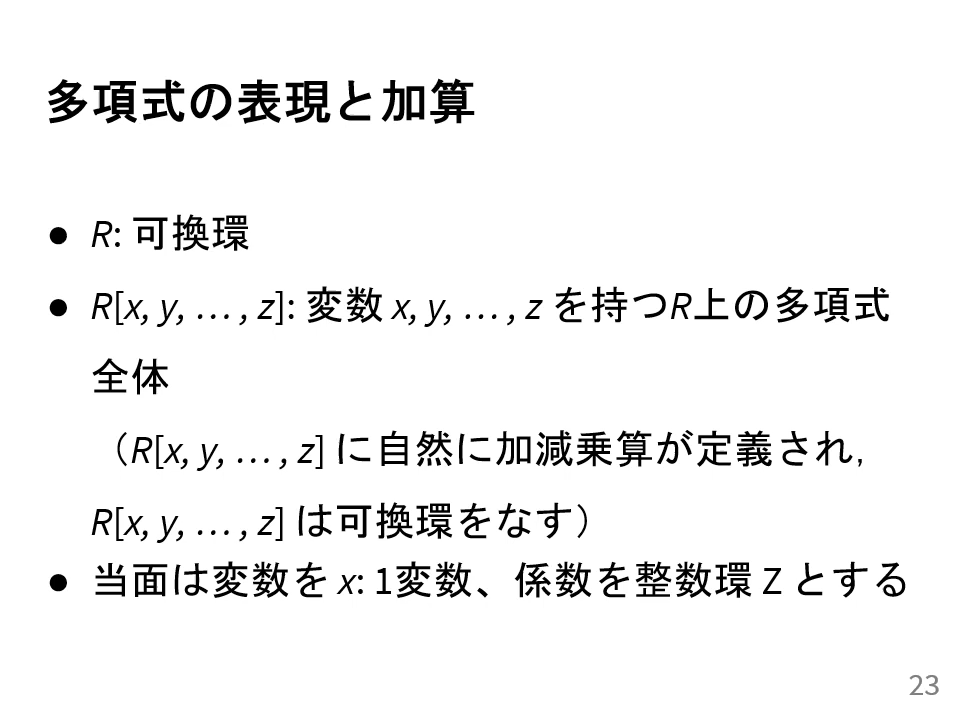 多項式の表現と加算
● R: 可換環
● R[x, y, … , z]: 変数 x, y, … , z を持つR上の多項式
全体
（R[x, y, … , z] に自然に加減乗算が定義され，
R[x, y, … , z] は可換環をなす）
● 当面は変数を x: 1変数、係数を整数環 Z とする
23